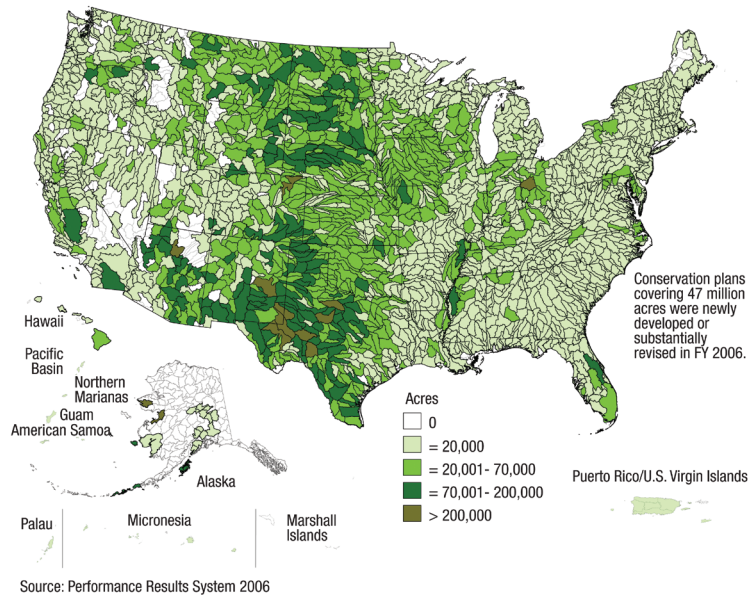 Conservation plans
covering 47 million
acres were newly
developed or
substantially
revised in FY 2006.
Hawaii
Pacific
Basin
Northern
Marianas
Guam
American Samoa
Alaska
Acres
0
= 20,000
= 20,001- 70,000
= 70,001- 200,000
> 200,000
Puerto Rico/U.S. Virgin Islands
Palau
Micronesia
Marshall
Islands
Source: Performance Results System 2006